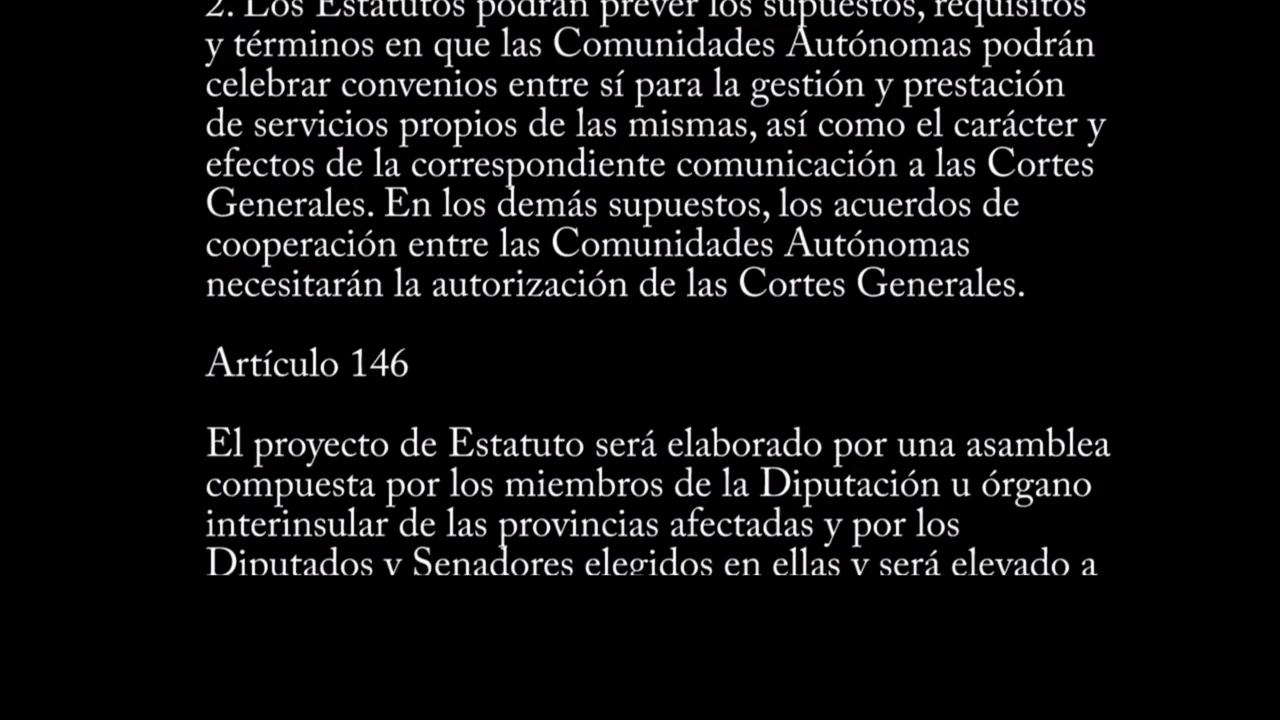 2. Los Estatutos podrán prever los supuestos, requisitos
y términos en que las Comunidades Autónomas podrán
celebrar convenios entre sí para la gestión y prestación
de servicios propios de las mismas, así como el carácter y
efectos de la correspondiente comunicación a las Cortes
Generales. En los demás supuestos, los acuerdos de
cooperación entre las Comunidades Autónomas
necesitarán la autorización de las Cortes Generales.
Artículo 146
El proyecto de Estatuto será elaborado por una asamblea
compuesta por los miembros de la Diputación u órgano
interinsular de las provincias afectadas y por los
Diputados y Senadores elegidos en ellas y será elevado a